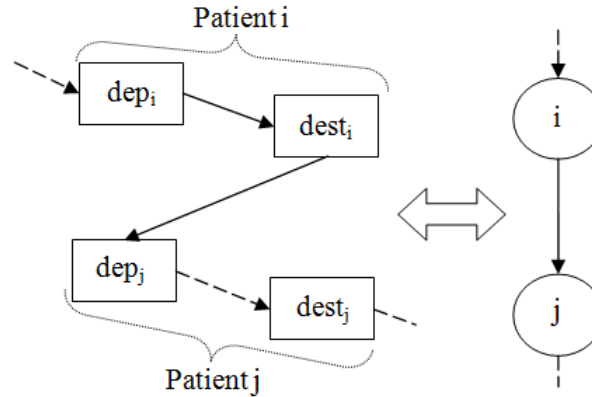 Patient i
dep_i
dest_i
i
dep_j
dest_j
j
Patient j